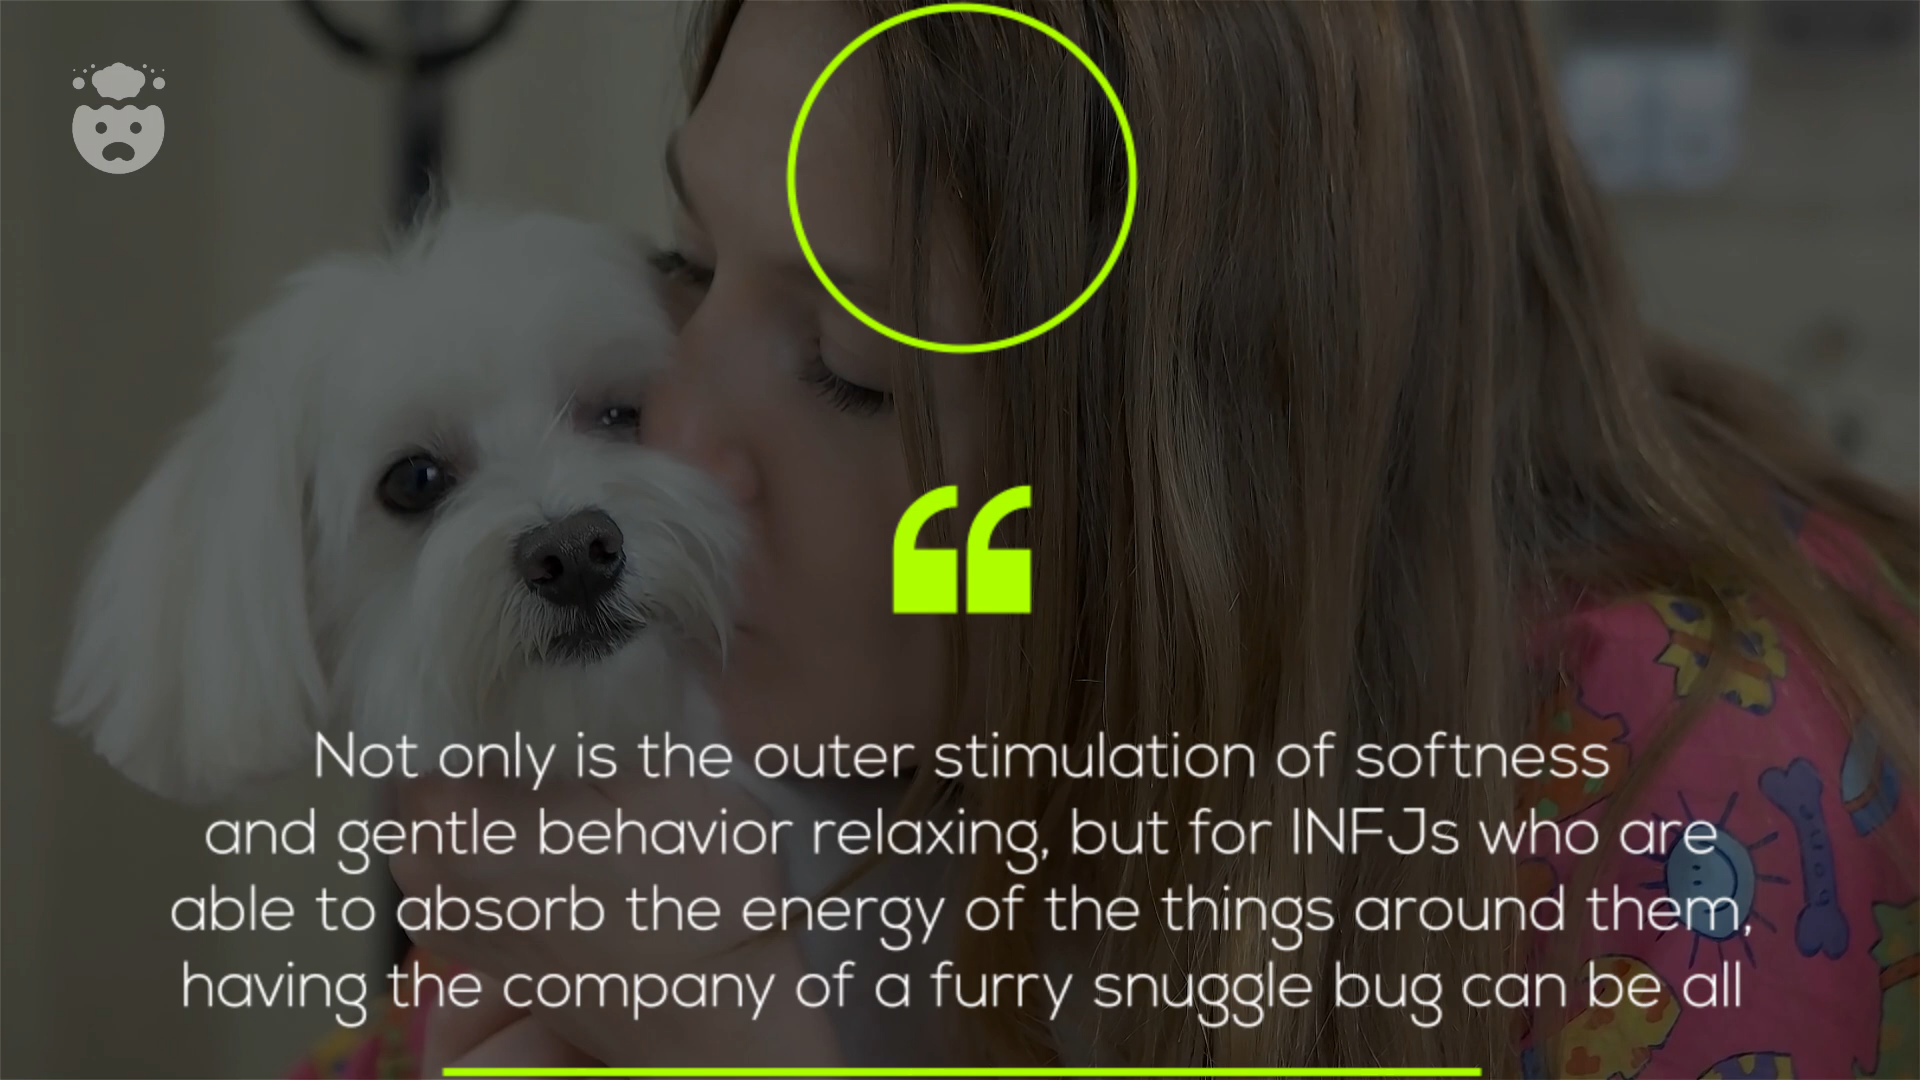 Not only is the outer stimulation of softness
and gentle behavior relaxing, but for INFJs who are
able to absorb the energy of the things around them,
having the company of a furry snuggle bug can be all